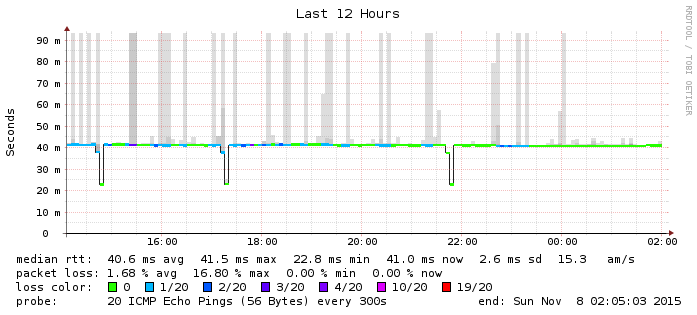 Last 12 Hours
RRDTOOL / TOBI OETIKER
Seconds
90 m
80 m
70 m
60 m
50 m
40 m
30 m
20 m
10 m
0
16:00 18:00 20:00 22:00 00:00 02:00
median rtt: 40.6 ms avg 41.5 ms max 22.8 ms min 41.0 ms now 2.6 ms sd 15.3 am/s
packet loss: 1.68 % avg 16.80 % max 0.00 % min 0.00 % now
loss color: 0 1/20 2/20 3/20 4/20 10/20 19/20
probe: 20 ICMP Echo Pings (56 Bytes) every 300s end: Sun Nov 8 02:05:03 2015